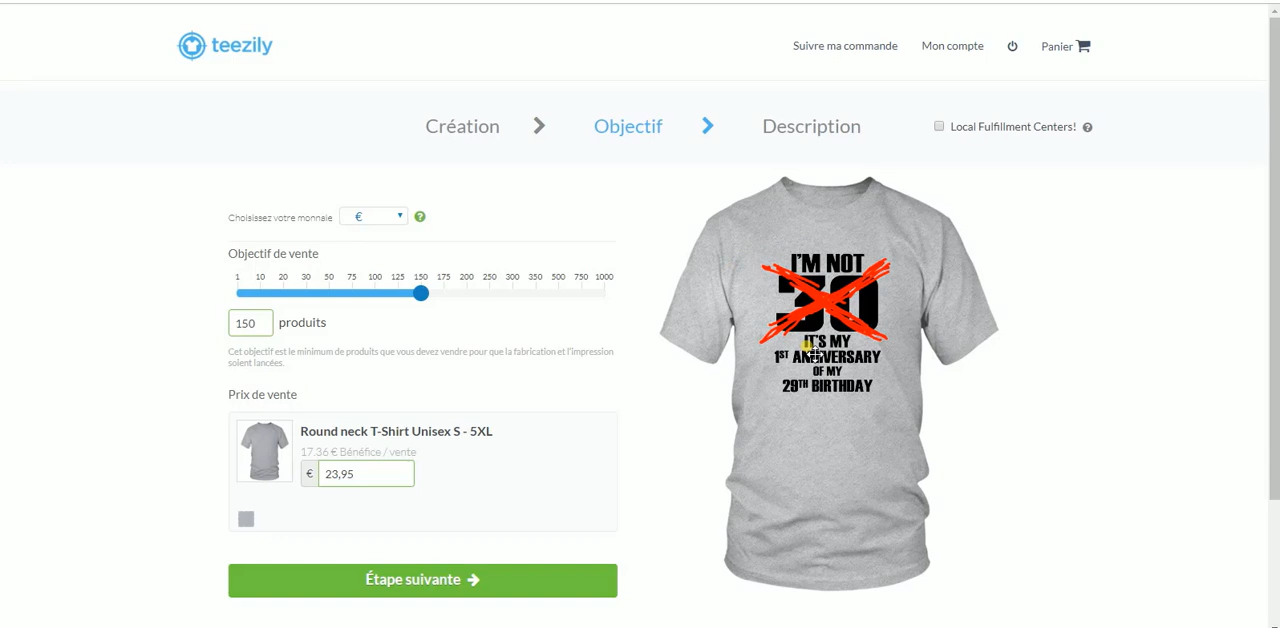 teezily
Suivre ma commande Mon compte Panier
Création Objectif Description Local Fulfillment Centers!
Choisissez votre monnaie €
Objectif de vente
1 10 20 30 50 75 100 125 150 175 200 250 300 350 500 750 1000
150 produits
Cet objectif est le minimum de produits que vous devez vendre pour que la fabrication et l'impression
soient lancées.
Prix de vente
Round neck T-Shirt Unisex S - 5XL
17.36 € Bénéfice / vente
€ 23,95
Étape suivante
I'M NOT
30
IT'S MY
1ST ANNIVERSARY
OF MY
29TH BIRTHDAY